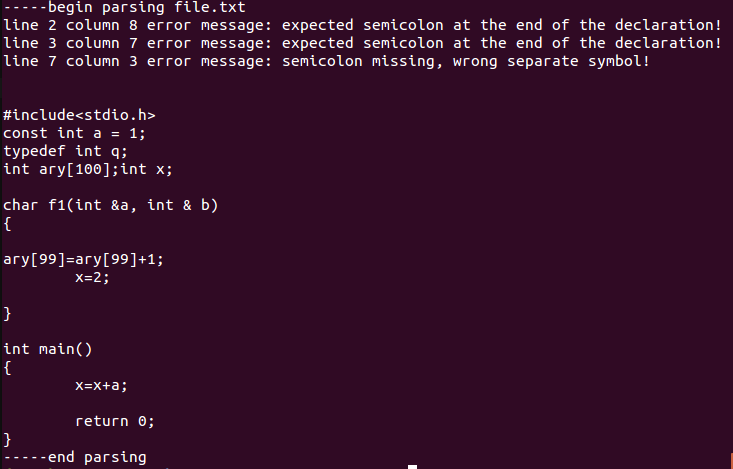 -----begin parsing file.txt
line 2 column 8 error message: expected semicolon at the end of the declaration!
line 3 column 7 error message: expected semicolon at the end of the declaration!
line 7 column 3 error message: semicolon missing, wrong separate symbol!
#include<stdio.h>
const int a = 1;
typedef int q;
int ary[100];int x;
char f1(int &a, int & b)
{
ary[99]=ary[99]+1;
x=2;
}
int main()
{
x=x+a;
return 0;
}
-----end parsing